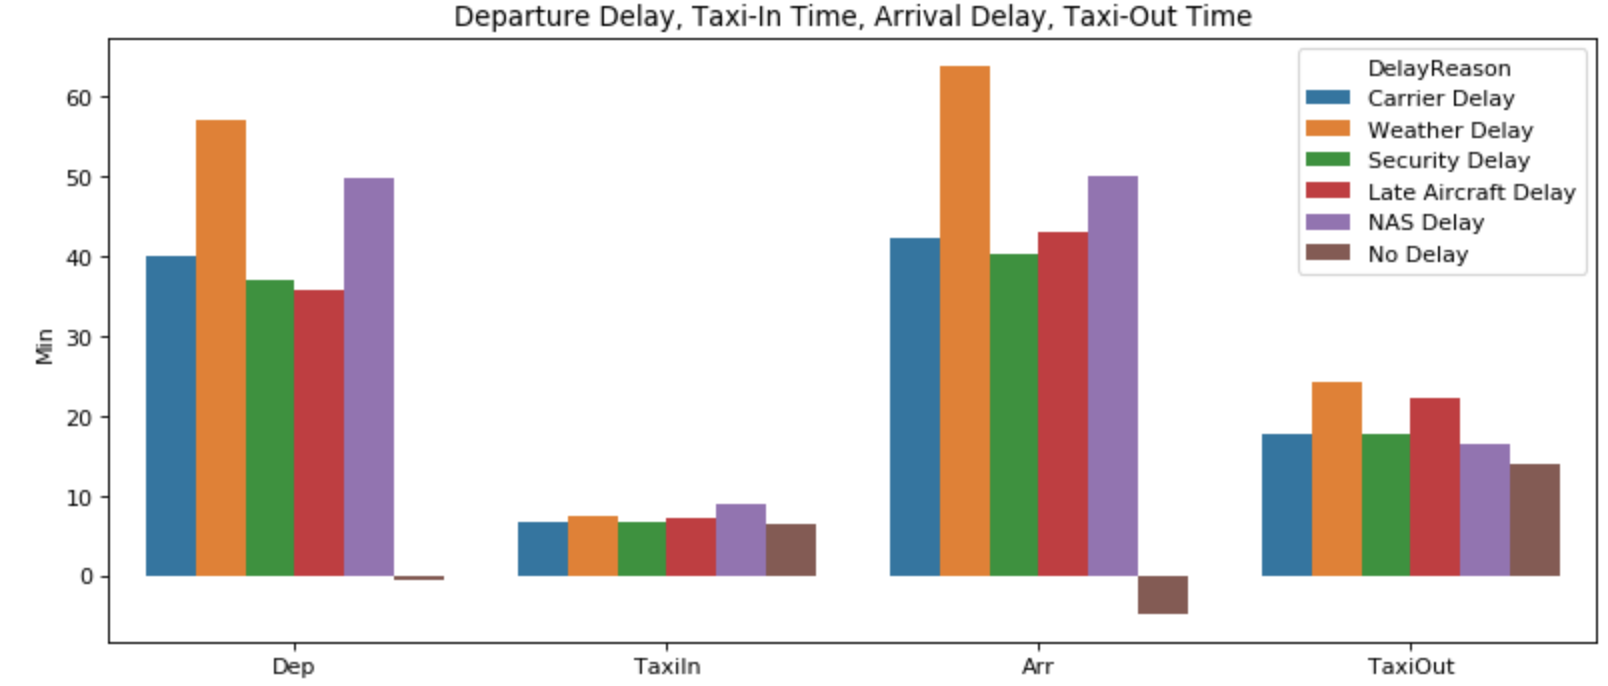 Departure Delay, Taxi-In Time, Arrival Delay, Taxi-Out Time
DelayReason
Carrier Delay
Weather Delay
Security Delay
Late Aircraft Delay
NAS Delay
No Delay
Min
60
50
40
30
20
10
0
Dep
TaxiIn
Arr
TaxiOut